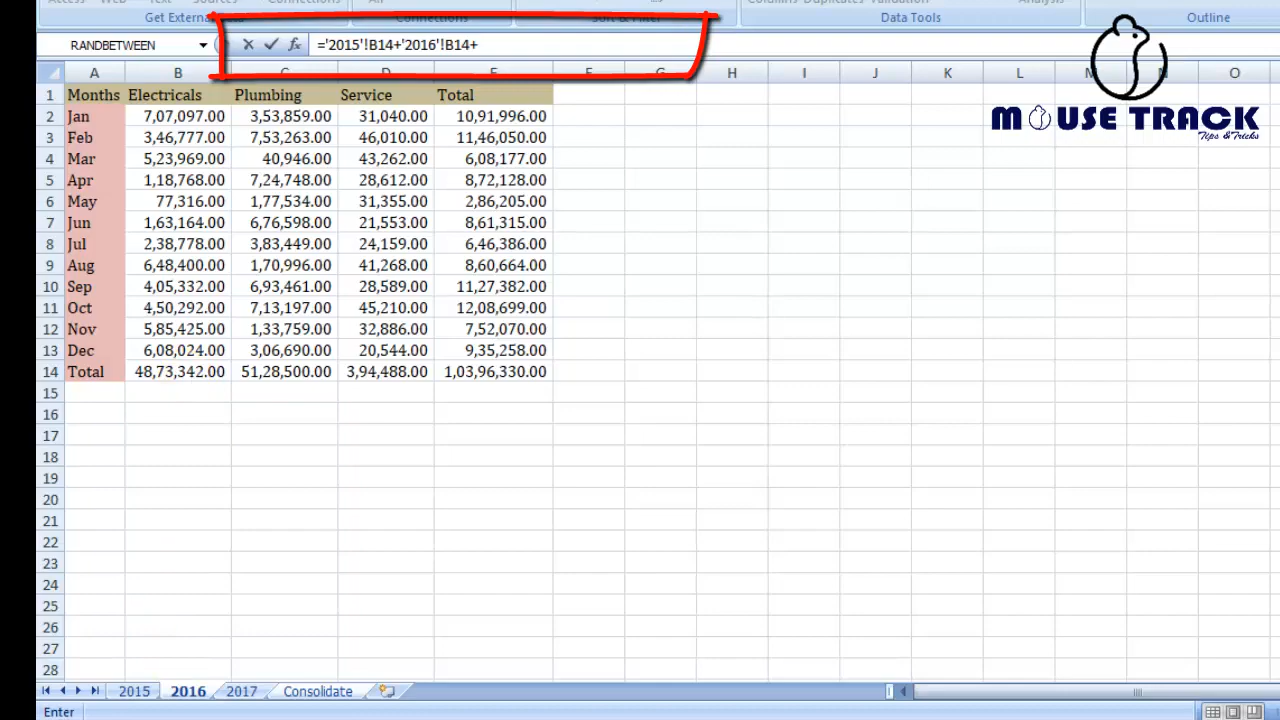 Get External Data Connections Sort & Filter Data Tools Outline
RANDBETWEEN ='2015'!B14+'2016'!B14+
A B C D E F G H I J K L M N O
1 Months Electricals Plumbing Service Total
2 Jan 7,07,097.00 3,53,859.00 31,040.00 10,91,996.00
3 Feb 3,46,777.00 7,53,263.00 46,010.00 11,46,050.00
4 Mar 5,23,969.00 40,946.00 43,262.00 6,08,177.00
5 Apr 1,18,768.00 7,24,748.00 28,612.00 8,72,128.00
6 May 77,316.00 1,77,534.00 31,355.00 2,86,205.00
7 Jun 1,63,164.00 6,76,598.00 21,553.00 8,61,315.00
8 Jul 2,38,778.00 3,83,449.00 24,159.00 6,46,386.00
9 Aug 6,48,400.00 1,70,996.00 41,268.00 8,60,664.00
10 Sep 4,05,332.00 6,93,461.00 28,589.00 11,27,382.00
11 Oct 4,50,292.00 7,13,197.00 45,210.00 12,08,699.00
12 Nov 5,85,425.00 1,33,759.00 32,886.00 7,52,070.00
13 Dec 6,08,024.00 3,06,690.00 20,544.00 9,35,258.00
14 Total 48,73,342.00 51,28,500.00 3,94,488.00 1,03,96,330.00
15
16
17
18
19
20
21
22
23
24
25
26
27
28
MOUSE TRACK
Tips & Tricks
2015 2016 2017 Consolidate
Enter